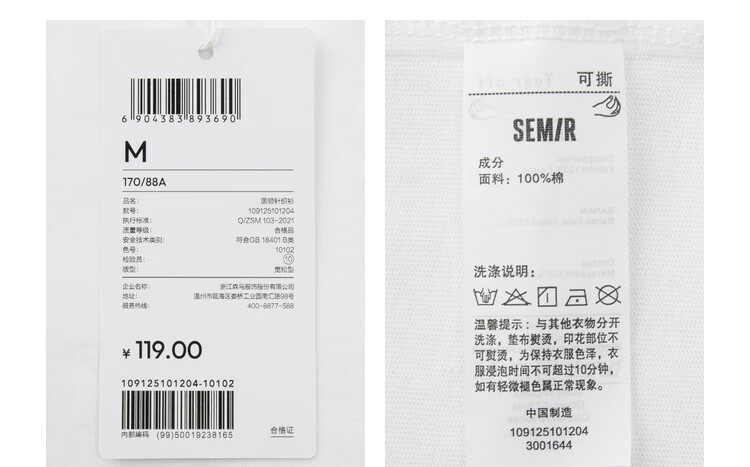 6 904383 893690
M
170/88A
品名: 圆领针织衫
款号: 109125101204
执行标准: Q/ZSM 103-2021
质量等级: 合格品
安全技术类别: 符合GB 18401 B类
色号: 10102
检验员: 10
版型: 宽松型
企业名称: 浙江森马服饰股份有限公司
地址: 温州市瓯海区娄桥工业园南汇路98号
服务热线: 400-8877-588
¥ 119.00
109125101204-10102
内部编码 (99)50019238165
合格证
Tear off
可撕
SEMIR
成分
面料: 100%棉
洗涤说明:
温馨提示: 与其他衣物分开
洗涤, 垫布熨烫, 印花部位不
可熨烫, 为保持衣服色泽, 衣
服浸泡时间不可超过10分钟,
如有轻微褪色属正常现象。
中国制造
109125101204
3001644